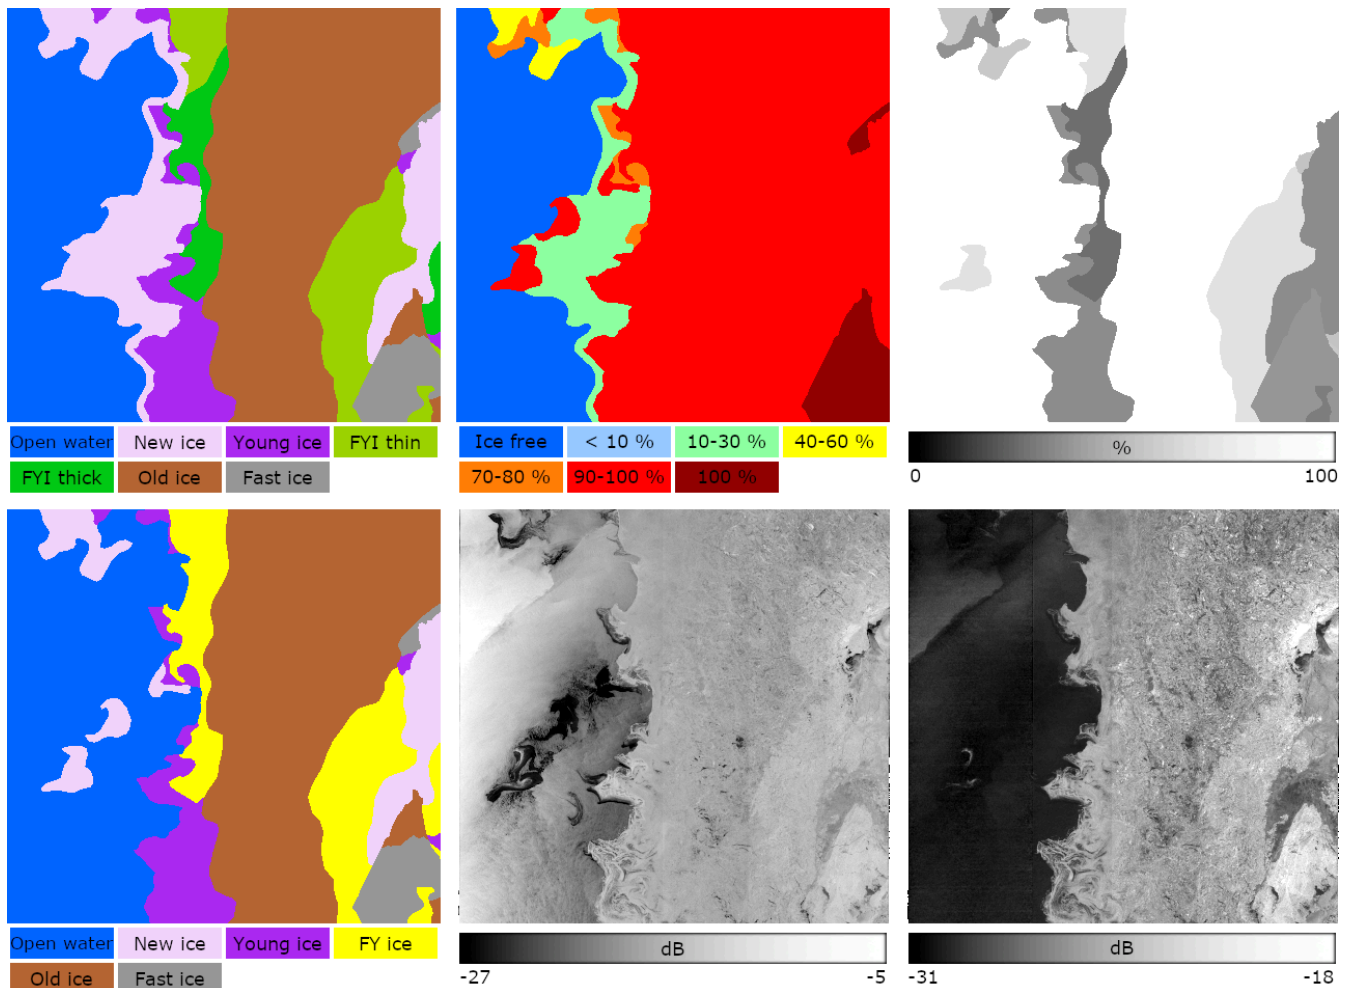 Open water New ice Young ice FYI thin
FYI thick Old ice Fast ice
Ice free < 10 % 10-30 % 40-60 %
70-80 % 90-100 % 100 %
%
0 100
Open water New ice Young ice FY ice
Old ice Fast ice
dB
-27 -5
dB
-31 -18